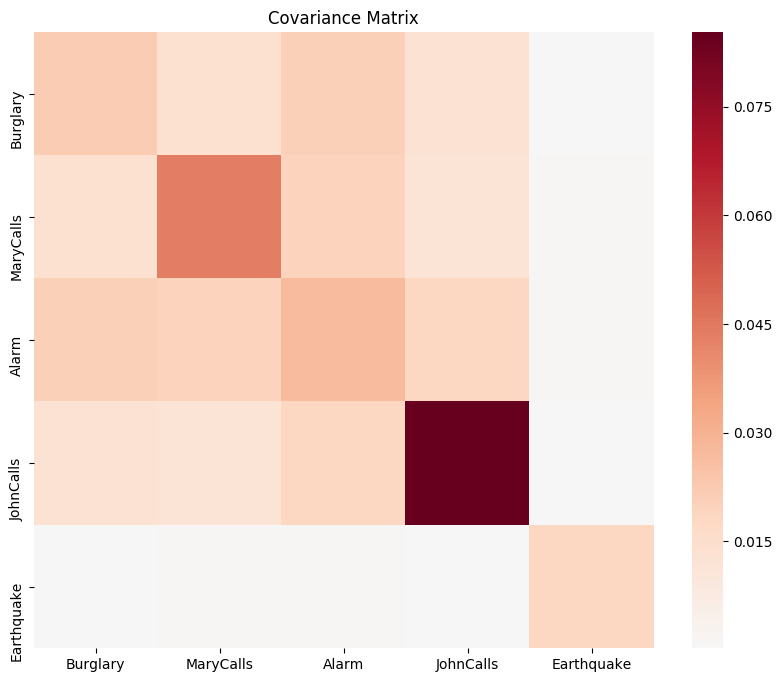 Covariance Matrix
Burglary
MaryCalls
Alarm
JohnCalls
Earthquake
Burglary MaryCalls Alarm JohnCalls Earthquake
0.075
0.060
0.045
0.030
0.015